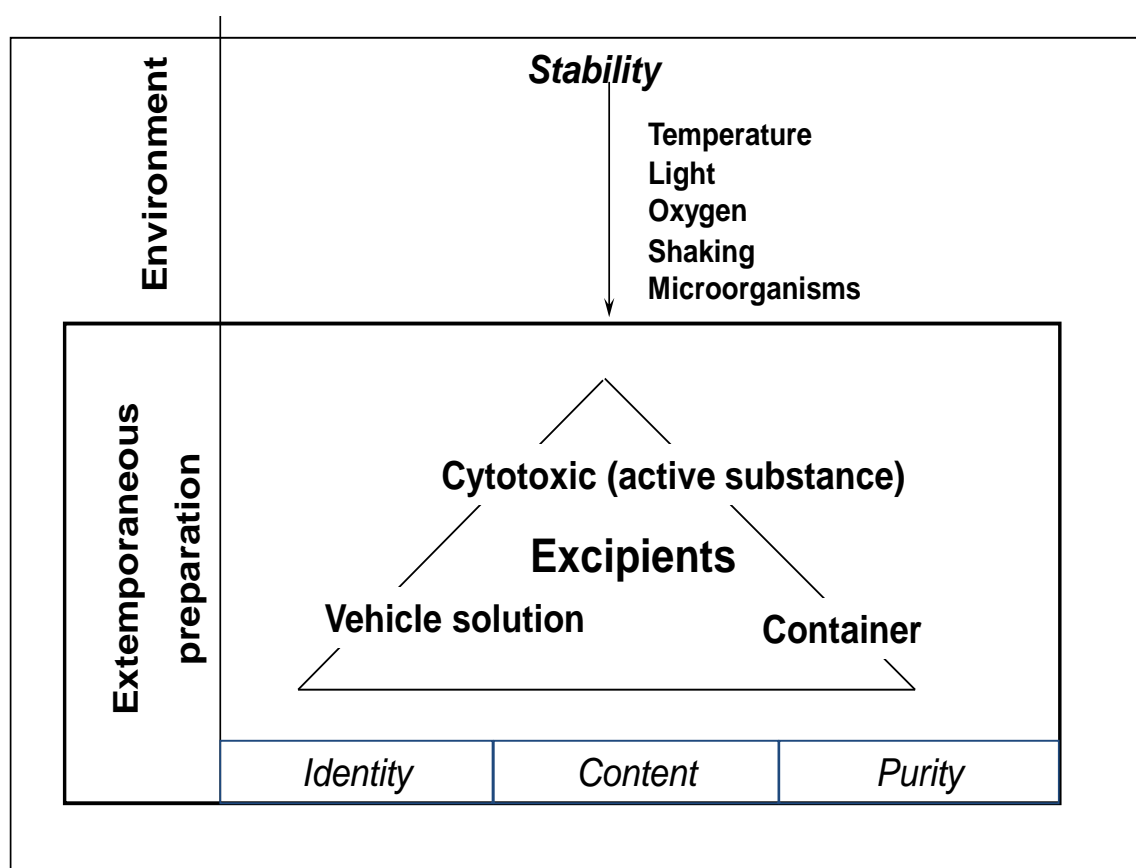 Environment
Stability
Temperature
Light
Oxygen
Shaking
Microorganisms
Extemporaneous
preparation
Cytotoxic (active substance)
Excipients
Vehicle solution
Container
Identity
Content
Purity